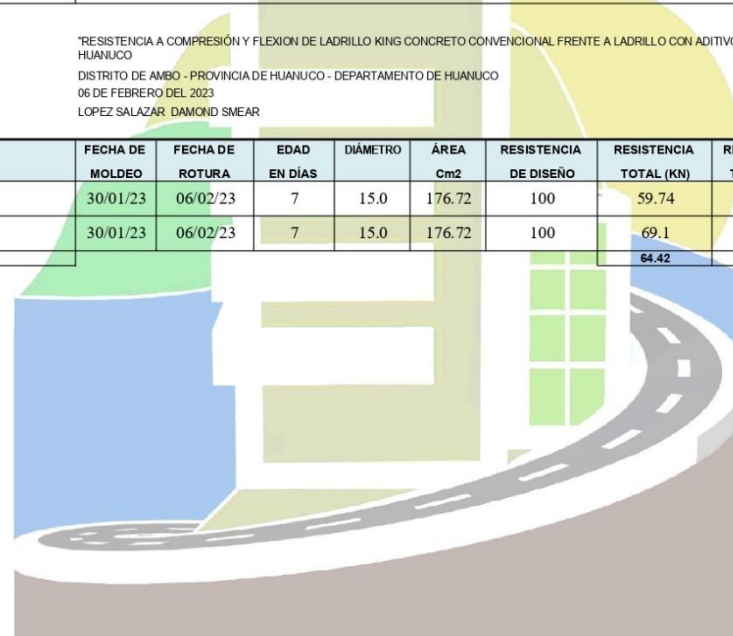 "RESISTENCIA A COMPRESIÓN Y FLEXION DE LADRILLO KING CONCRETO CONVENCIONAL FRENTE A LADRILLO CON ADITIVO
HUANUCO
DISTRITO DE AMBO - PROVINCIA DE HUANUCO - DEPARTAMENTO DE HUANUCO
06 DE FEBRERO DEL 2023
LOPEZ SALAZAR DAMOND SMEAR
FECHA DE FECHA DE EDAD DIÁMETRO ÁREA RESISTENCIA RESISTENCIA
MOLDEO ROTURA EN DÍAS Cm2 DE DISEÑO TOTAL (KN)
30/01/23 06/02/23 7 15.0 176.72 100 59.74
30/01/23 06/02/23 7 15.0 176.72 100 69.1
64.42